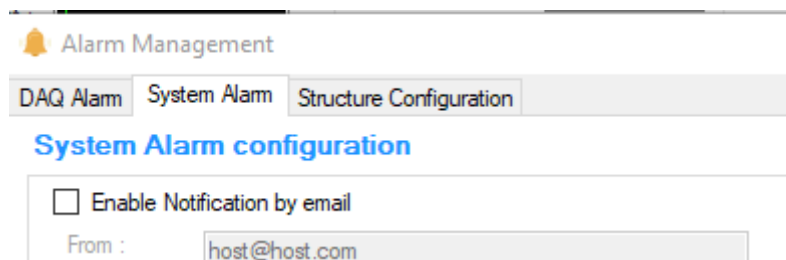 Alarm Management
DAQ Alarm System Alarm Structure Configuration
System Alarm configuration
Enable Notification by email
From : host@host.com